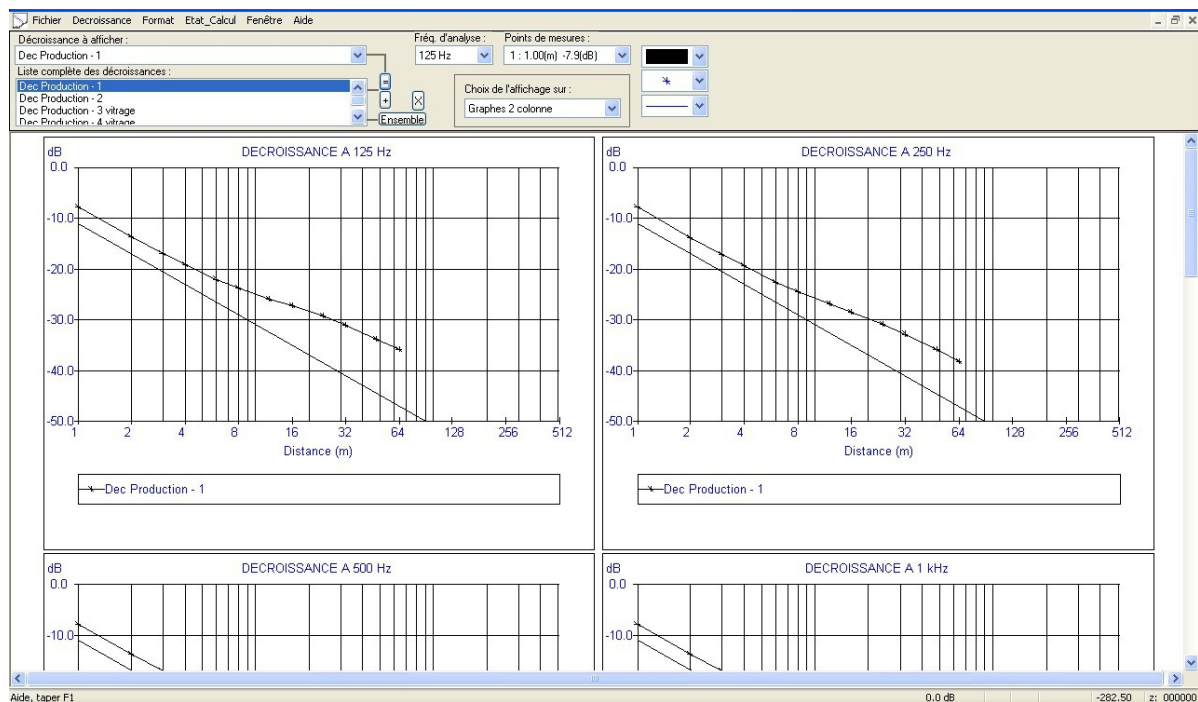 Fichier Decroissance Format Etat_Calcul Fenêtre Aide
Décroissance à afficher :
Dec Production - 1
Liste complète des décroissances :
Dec Production - 1
Dec Production - 2
Dec Production - 3 vitrage
Dec Production - 4 vitrage
=
+
X
Ensemble
Fréq. d'analyse :
125 Hz
Points de mesures :
1 : 1.00(m) -7.9(dB)
Choix de l'affichage sur :
Graphes 2 colonne
dB DECROISSANCE A 125 Hz
0.0
-10.0
-20.0
-30.0
-40.0
-50.0
1 2 4 8 16 32 64 128 256 512
Distance (m)
Dec Production - 1
dB DECROISSANCE A 250 Hz
0.0
-10.0
-20.0
-30.0
-40.0
-50.0
1 2 4 8 16 32 64 128 256 512
Distance (m)
Dec Production - 1
dB DECROISSANCE A 500 Hz
0.0
-10.0
dB DECROISSANCE A 1 kHz
0.0
-10.0
Aide, taper F1 0.0 dB -282.50 z: 000000